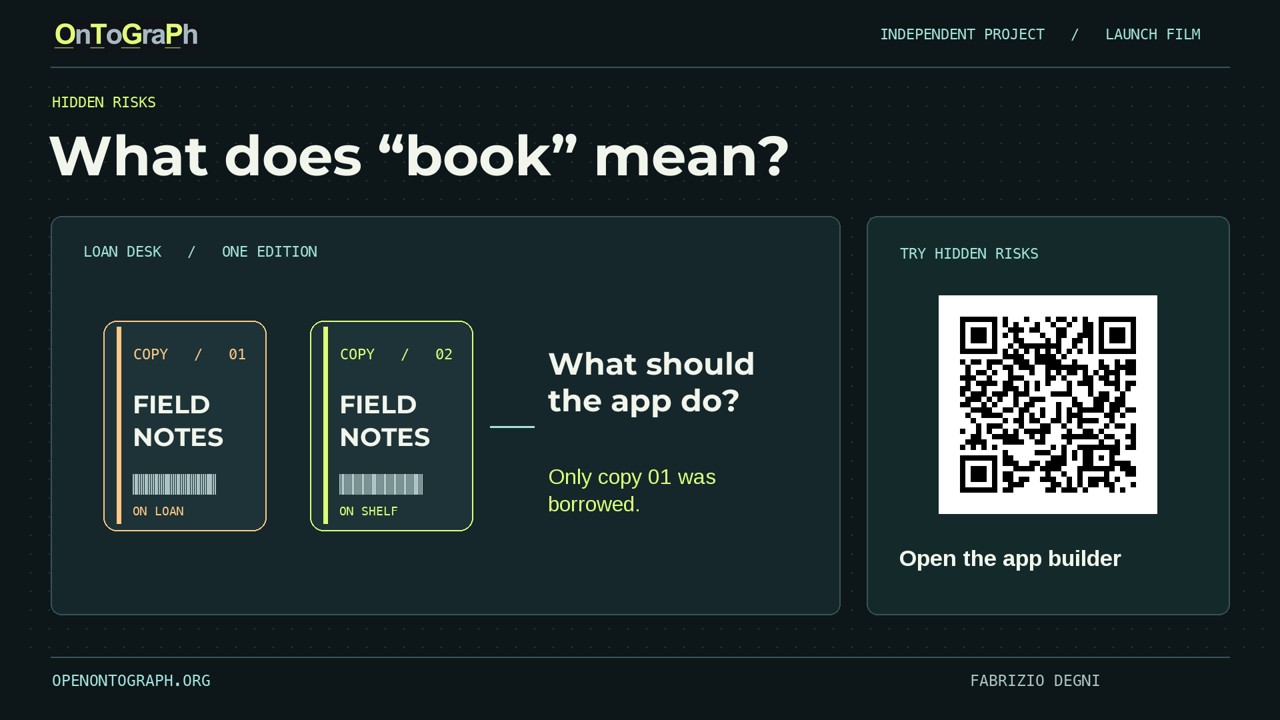 OnToGraPh
INDEPENDENT PROJECT / LAUNCH FILM
HIDDEN RISKS
What does “book” mean?
LOAN DESK / ONE EDITION
COPY / 01
FIELD
NOTES
ON LOAN
COPY / 02
FIELD
NOTES
ON SHELF
What should
the app do?
Only copy 01 was
borrowed.
TRY HIDDEN RISKS
Open the app builder
OPENONTOGRAPH.ORG
FABRIZIO DEGNI